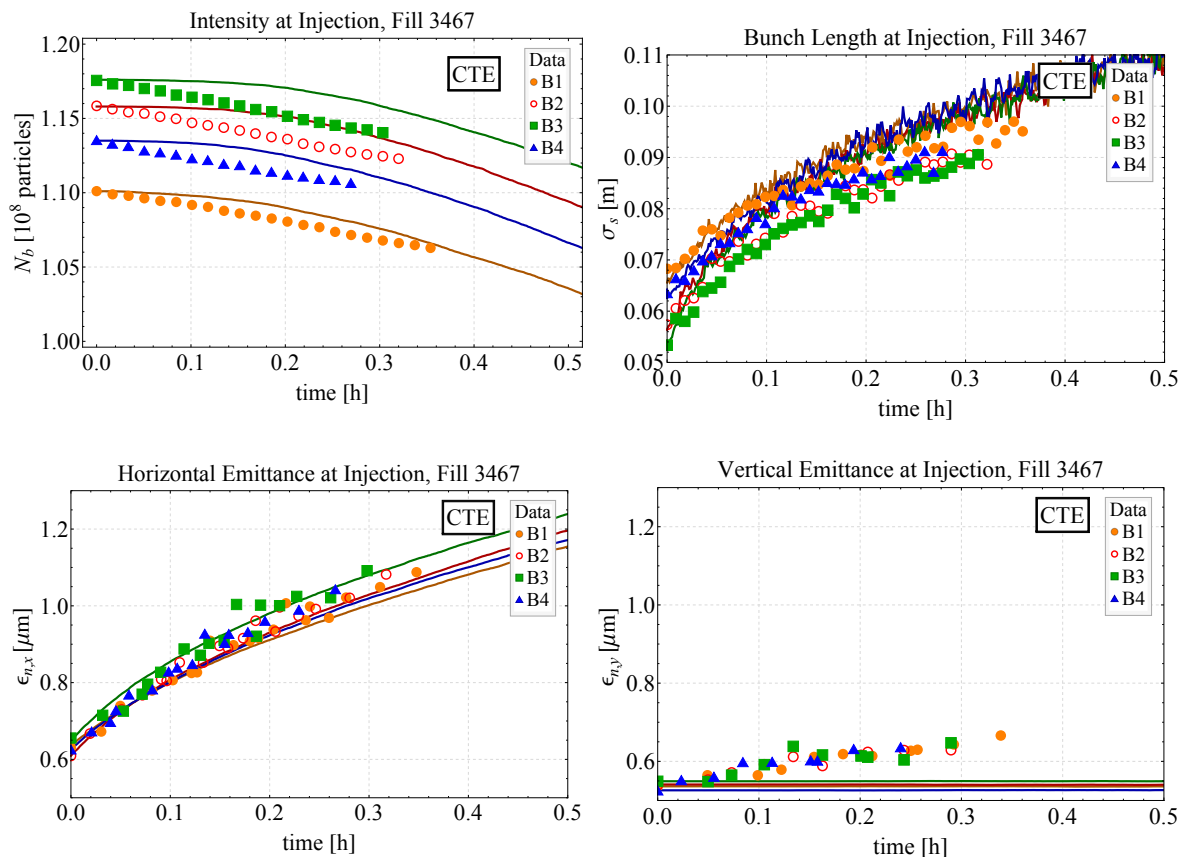 Intensity at Injection, Fill 3467
1.20
1.15
1.10
1.05
1.00
N_b [10^8 particles]
CTE
Data
B1
B2
B3
B4
0.0 0.1 0.2 0.3 0.4 0.5
time [h]
Bunch Length at Injection, Fill 3467
0.11
0.10
0.09
0.08
0.07
0.06
0.05
σ_s [m]
CTE
Data
B1
B2
B3
B4
0.0 0.1 0.2 0.3 0.4 0.5
time [h]
Horizontal Emittance at Injection, Fill 3467
1.2
1.0
0.8
0.6
ϵ_{n,x} [μm]
CTE
Data
B1
B2
B3
B4
0.0 0.1 0.2 0.3 0.4 0.5
time [h]
Vertical Emittance at Injection, Fill 3467
1.2
1.0
0.8
0.6
ϵ_{n,y} [μm]
CTE
Data
B1
B2
B3
B4
0.0 0.1 0.2 0.3 0.4 0.5
time [h]